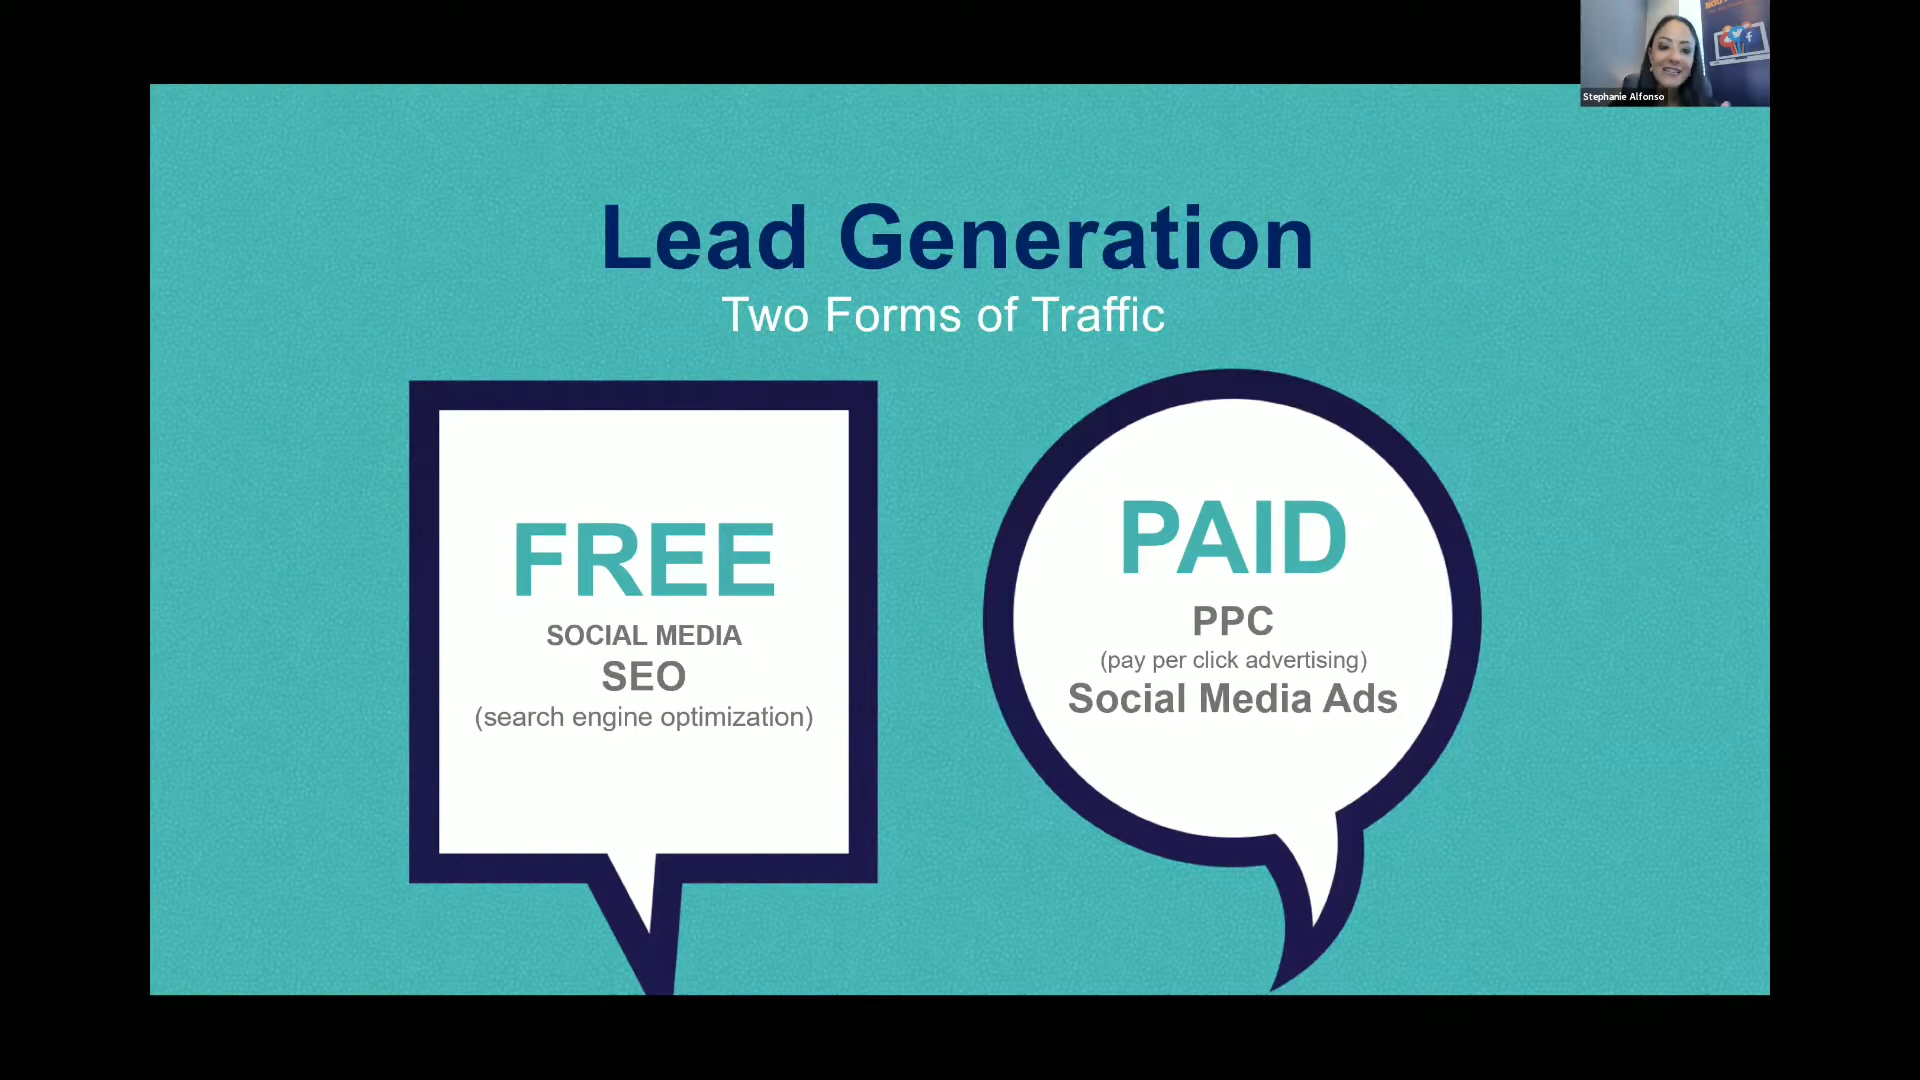 Stephanie Alfonso
Lead Generation
Two Forms of Traffic
FREE
SOCIAL MEDIA
SEO
(search engine optimization)
PAID
PPC
(pay per click advertising)
Social Media Ads